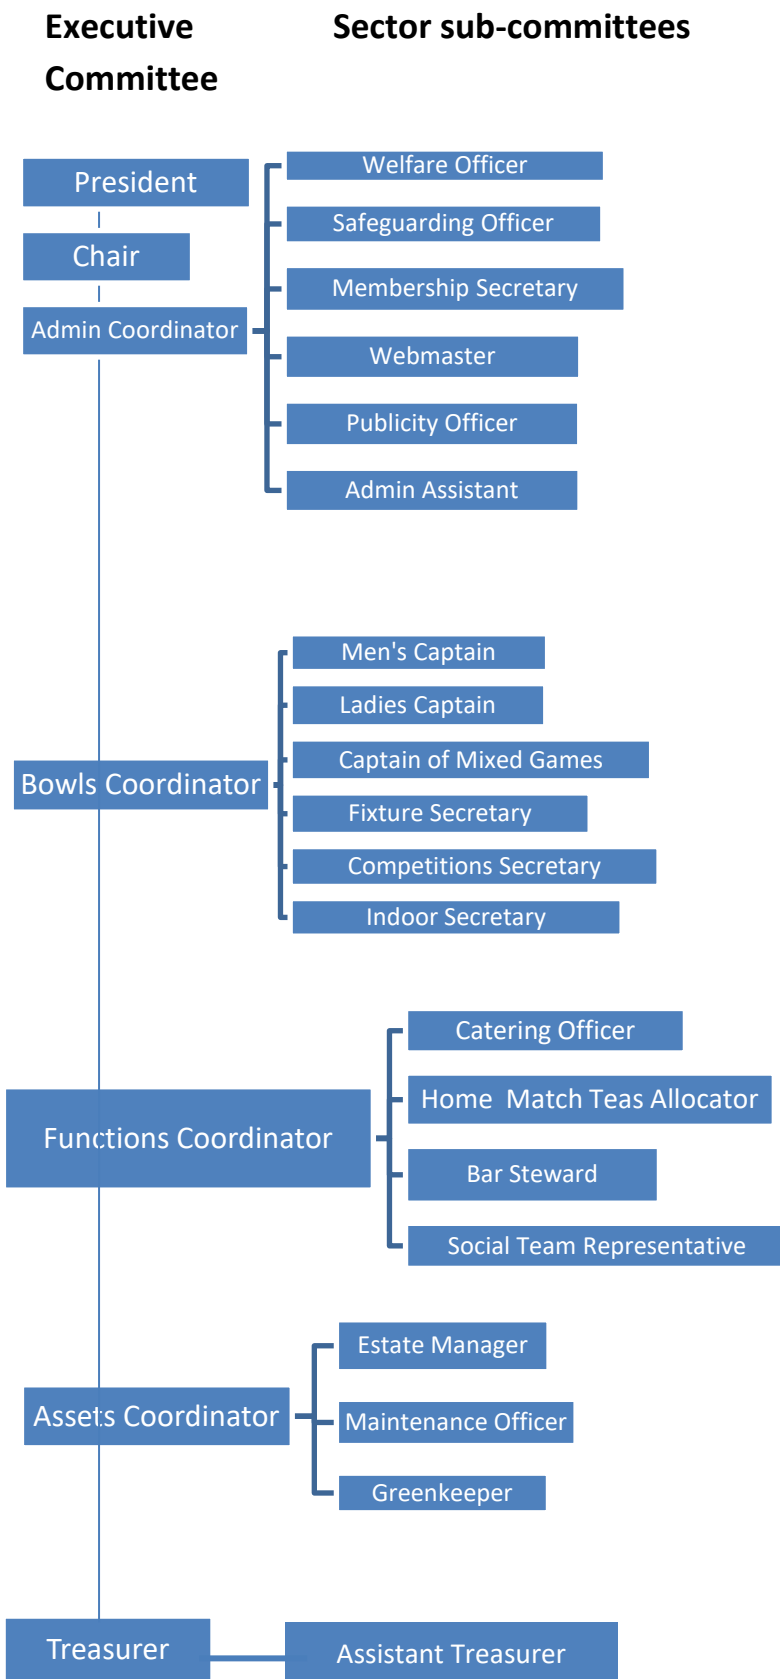 Executive Committee
Sector sub-committees
President
Chair
Admin Coordinator
Welfare Officer
Safeguarding Officer
Membership Secretary
Webmaster
Publicity Officer
Admin Assistant
Bowls Coordinator
Men's Captain
Ladies Captain
Captain of Mixed Games
Fixture Secretary
Competitions Secretary
Indoor Secretary
Functions Coordinator
Catering Officer
Home Match Teas Allocator
Bar Steward
Social Team Representative
Assets Coordinator
Estate Manager
Maintenance Officer
Greenkeeper
Treasurer
Assistant Treasurer